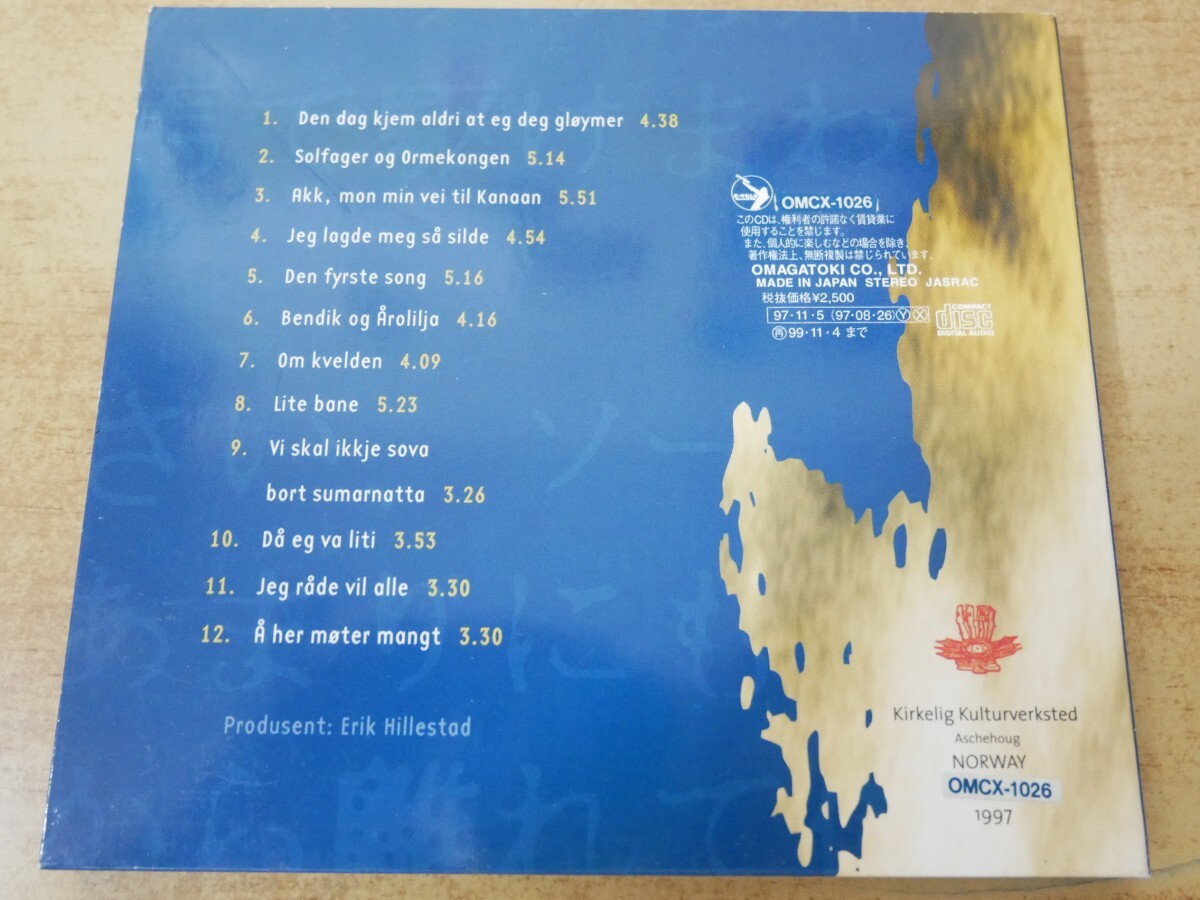 1. Den dag kjem aldri at eg deg gløymer 4.38
2. Solfager og Ormekongen 5.14
3. Akk, mon min vei til Kanaan 5.51
4. Jeg lagde meg så silde 4.54
5. Den fyrste song 5.16
6. Bendik og Årolilja 4.16
7. Om kvelden 4.09
8. Lite bane 5.23
9. Vi skal ikkje sova
bort sumarnatta 3.26
10. Då eg va liti 3.53
11. Jeg råde vil alle 3.30
12. Å her møter mangt 3.30
Produsent: Erik Hillestad
OMCX-1026
このCDは、権利者の許諾なく賃貸業に
使用することを禁じます。
また、個人的に楽しむなどの場合を除き、
著作権法上、無断複製は禁じられています。
OMAGATOKI CO., LTD.
MADE IN JAPAN STEREO JASRAC
税抜価格¥2,500
97・11・5 (97・08・26) Ⓨ Ⓧ
㊢99・11・4 まで
COMPACT
disc
DIGITAL AUDIO
Kirkelig Kulturverksted
Aschehoug
NORWAY
OMCX-1026
1997